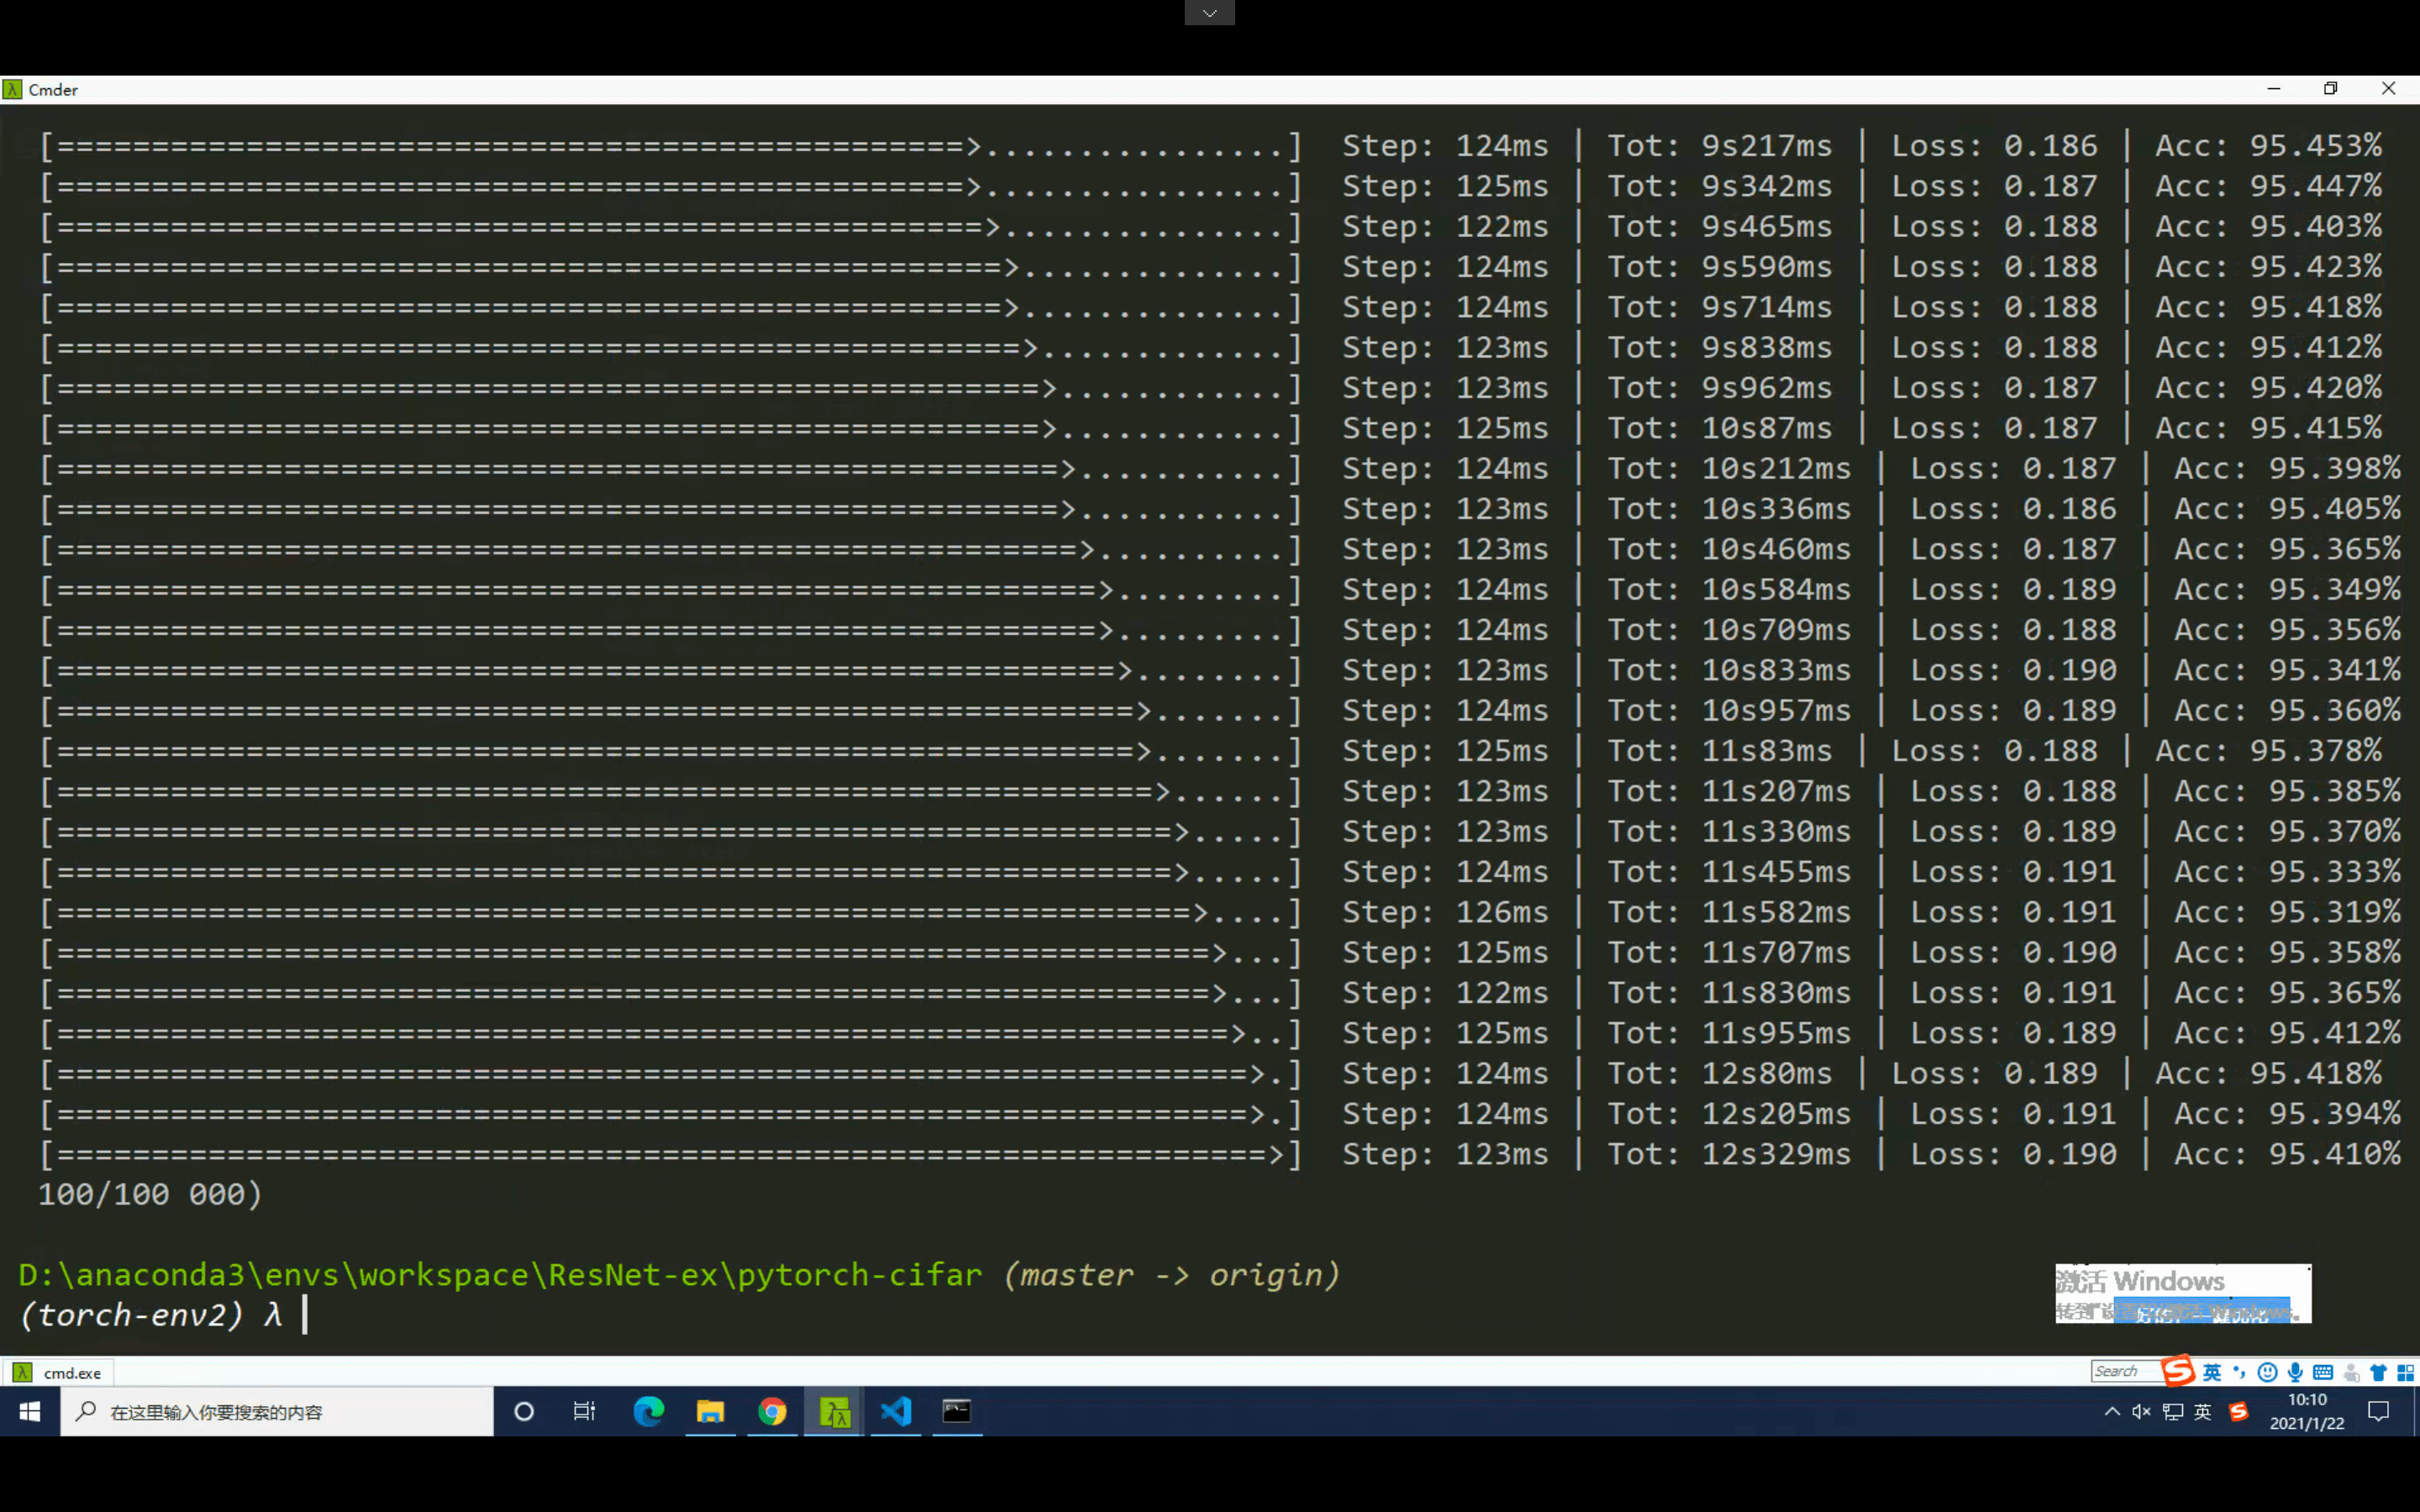 Cmder
[================================================>................]  Step: 124ms | Tot: 9s217ms | Loss: 0.186 | Acc: 95.453%
[================================================>................]  Step: 125ms | Tot: 9s342ms | Loss: 0.187 | Acc: 95.447%
[=================================================>...............]  Step: 122ms | Tot: 9s465ms | Loss: 0.188 | Acc: 95.403%
[==================================================>..............]  Step: 124ms | Tot: 9s590ms | Loss: 0.188 | Acc: 95.423%
[==================================================>..............]  Step: 124ms | Tot: 9s714ms | Loss: 0.188 | Acc: 95.418%
[===================================================>.............]  Step: 123ms | Tot: 9s838ms | Loss: 0.188 | Acc: 95.412%
[====================================================>............]  Step: 123ms | Tot: 9s962ms | Loss: 0.187 | Acc: 95.420%
[====================================================>............]  Step: 125ms | Tot: 10s87ms | Loss: 0.187 | Acc: 95.415%
[=====================================================>...........]  Step: 124ms | Tot: 10s212ms | Loss: 0.187 | Acc: 95.398%
[=====================================================>...........]  Step: 123ms | Tot: 10s336ms | Loss: 0.186 | Acc: 95.405%
[======================================================>..........]  Step: 123ms | Tot: 10s460ms | Loss: 0.187 | Acc: 95.365%
[=======================================================>.........]  Step: 124ms | Tot: 10s584ms | Loss: 0.189 | Acc: 95.349%
[=======================================================>.........]  Step: 124ms | Tot: 10s709ms | Loss: 0.188 | Acc: 95.356%
[========================================================>........]  Step: 123ms | Tot: 10s833ms | Loss: 0.190 | Acc: 95.341%
[=========================================================>.......]  Step: 124ms | Tot: 10s957ms | Loss: 0.189 | Acc: 95.360%
[=========================================================>.......]  Step: 125ms | Tot: 11s83ms | Loss: 0.188 | Acc: 95.378%
[==========================================================>......]  Step: 123ms | Tot: 11s207ms | Loss: 0.188 | Acc: 95.385%
[===========================================================>.....]  Step: 123ms | Tot: 11s330ms | Loss: 0.189 | Acc: 95.370%
[===========================================================>.....]  Step: 124ms | Tot: 11s455ms | Loss: 0.191 | Acc: 95.333%
[============================================================>....]  Step: 126ms | Tot: 11s582ms | Loss: 0.191 | Acc: 95.319%
[=============================================================>...]  Step: 125ms | Tot: 11s707ms | Loss: 0.190 | Acc: 95.358%
[=============================================================>...]  Step: 122ms | Tot: 11s830ms | Loss: 0.191 | Acc: 95.365%
[==============================================================>..]  Step: 125ms | Tot: 11s955ms | Loss: 0.189 | Acc: 95.412%
[===============================================================>.]  Step: 124ms | Tot: 12s80ms | Loss: 0.189 | Acc: 95.418%
[===============================================================>.]  Step: 124ms | Tot: 12s205ms | Loss: 0.191 | Acc: 95.394%
[================================================================>]  Step: 123ms | Tot: 12s329ms | Loss: 0.190 | Acc: 95.410%
100/100 000)
D:\anaconda3\envs\workspace\ResNet-ex\pytorch-cifar (master -> origin)
(torch-env2) λ
激活 Windows
cmd.exe
Search
英
在这里输入你要搜索的内容
英
10:10
2021/1/22